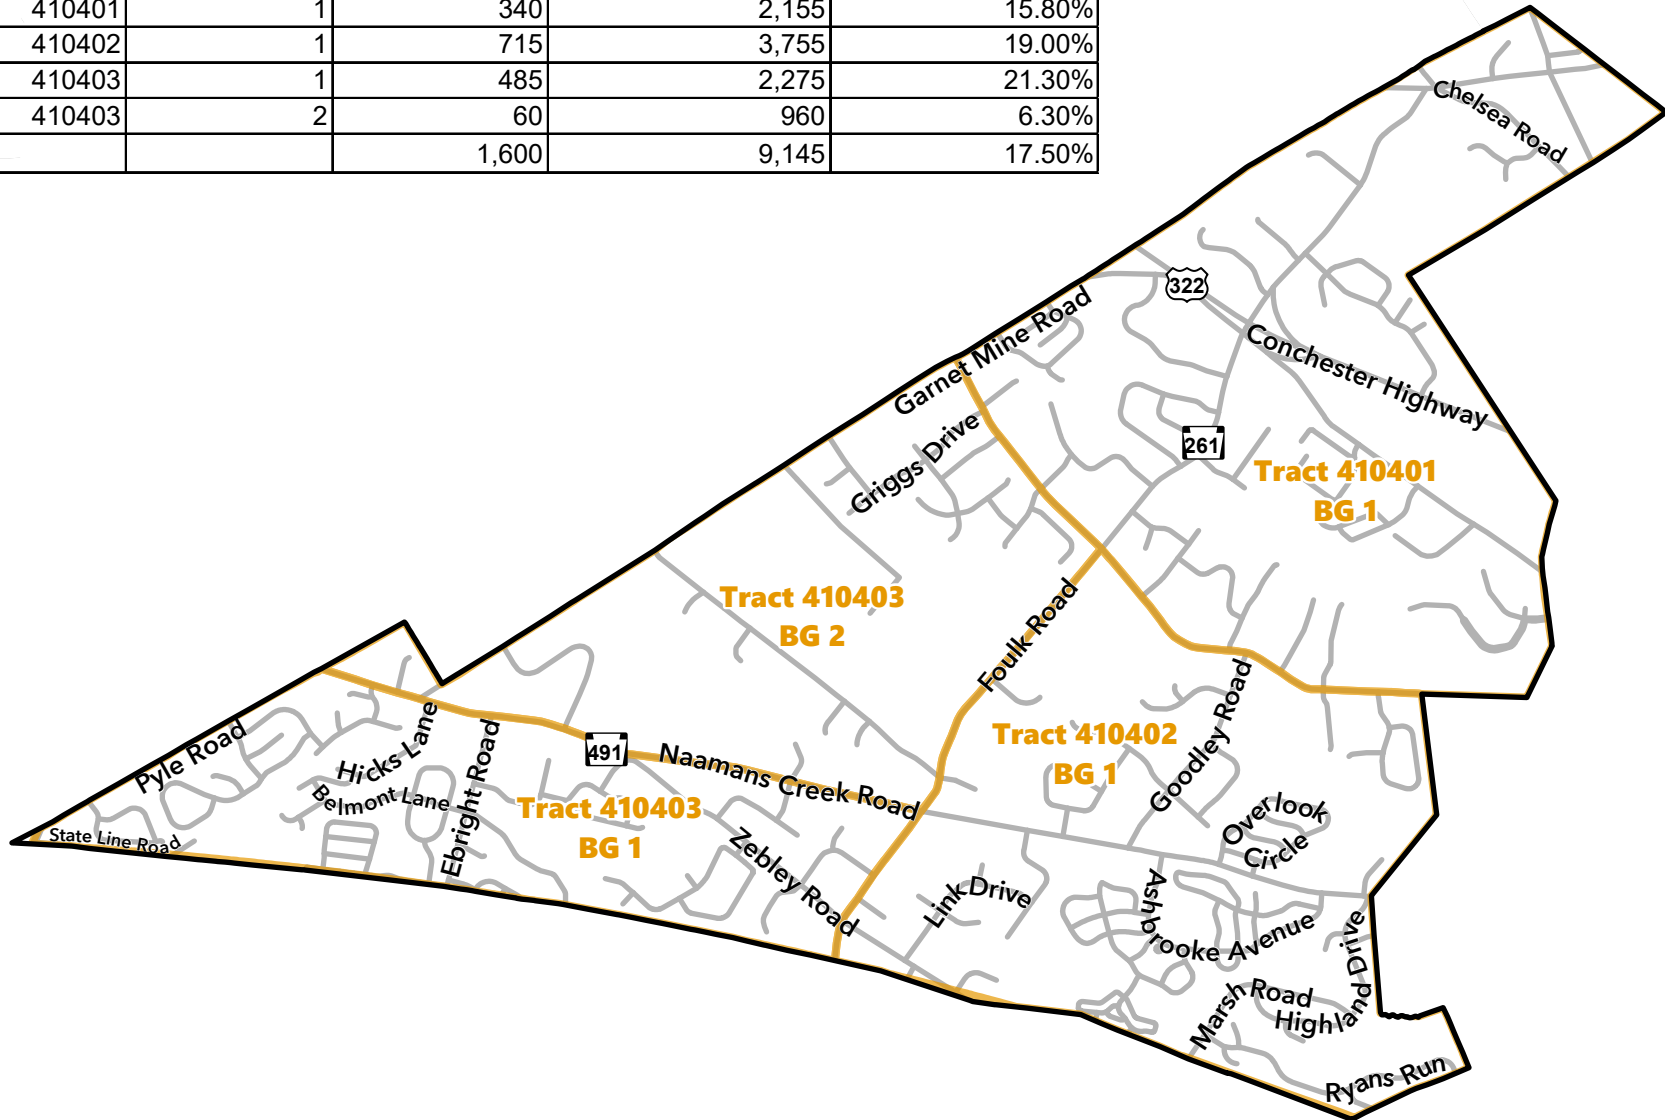 410401 1 340 2,155 15.80%
410402 1 715 3,755 19.00%
410403 1 485 2,275 21.30%
410403 2 60 960 6.30%
1,600 9,145 17.50%
Chelsea Road
322
Garnet Mine Road
Conchester Highway
Griggs Drive
261
Tract 410401
BG 1
Tract 410403
BG 2
Foulk Road
Tract 410402
BG 1
Goodley Road
Pyle Road
Hicks Lane
Belmont Lane
Ebright Road
491
Naamans Creek Road
State Line Road
Tract 410403
BG 1
Zebley Road
Overlook
Circle
Link Drive
Ashbrooke Avenue
Highland Drive
Marsh Road
Ryans Run